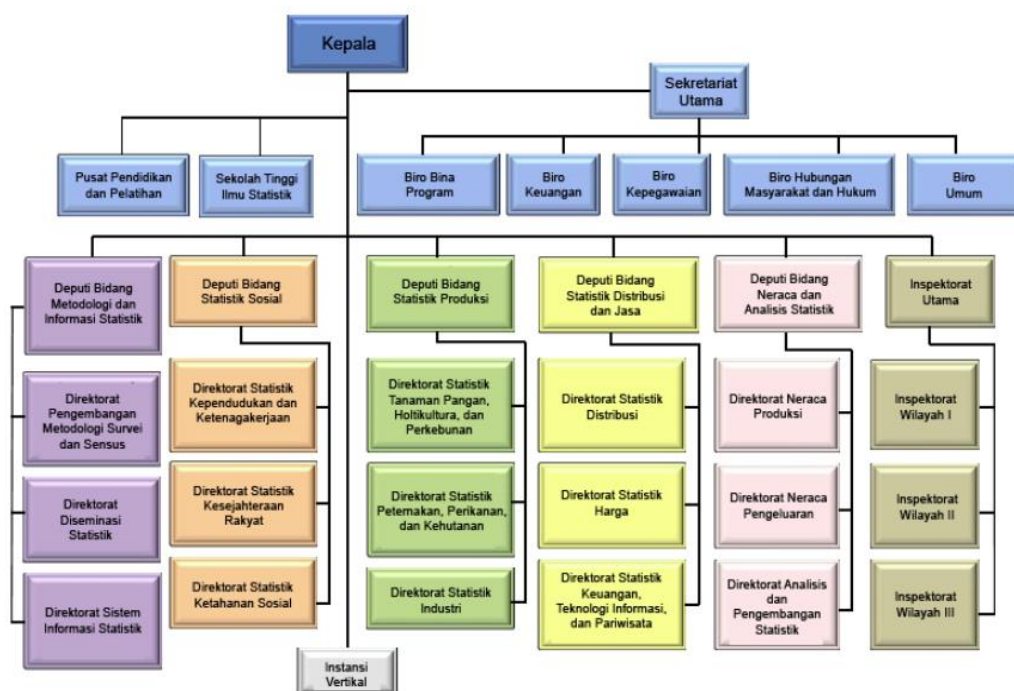 Kepala
Sekretariat
Utama
Pusat Pendidikan
dan Pelatihan
Sekolah Tinggi
Ilmu Statistik
Biro Bina
Program
Biro
Keuangan
Biro
Kepegawaian
Biro Hubungan
Masyarakat dan Hukum
Biro
Umum
Deputi Bidang
Metodologi dan
Informasi Statistik
Deputi Bidang
Statistik Sosial
Deputi Bidang
Statistik Produksi
Deputi Bidang
Statistik Distribusi
dan Jasa
Deputi Bidang
Neraca dan
Analisis Statistik
Inspektorat
Utama
Direktorat
Pengembangan
Metodologi Survei
dan Sensus
Direktorat Statistik
Kependudukan dan
Ketenagakerjaan
Direktorat Statistik
Tanaman Pangan,
Holtikultura, dan
Perkebunan
Direktorat Statistik
Distribusi
Direktorat Neraca
Produksi
Inspektorat
Wilayah I
Direktorat
Diseminasi
Statistik
Direktorat Statistik
Kesejahteraan
Rakyat
Direktorat Statistik
Peternakan, Perikanan,
dan Kehutanan
Direktorat Statistik
Harga
Direktorat Neraca
Pengeluaran
Inspektorat
Wilayah II
Direktorat Sistem
Informasi Statistik
Direktorat Statistik
Ketahanan Sosial
Direktorat Statistik
Industri
Direktorat Statistik
Keuangan,
Teknologi Informasi,
dan Pariwisata
Direktorat Analisis
dan
Pengembangan
Statistik
Inspektorat
Wilayah III
Instansi
Vertikal